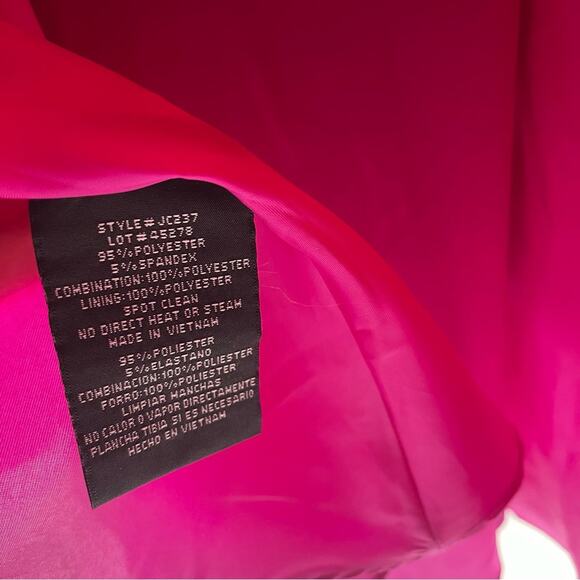 STYLE# JC237
LOT# 45278
95%POLYESTER
5%SPANDEX
COMBINATION:100%POLYESTER
LINING:100%POLYESTER
SPOT CLEAN
NO DIRECT HEAT OR STEAM
MADE IN VIETNAM
95%POLIESTER
5%ELASTANO
COMBINACION:100%POLIESTER
FORRO:100%POLIESTER
LIMPIAR MANCHAS
NO CALOR O VAPOR DIRECTAMENTE
PLANCHA TIBIA SI ES NECESARIO
HECHO EN VIETNAM